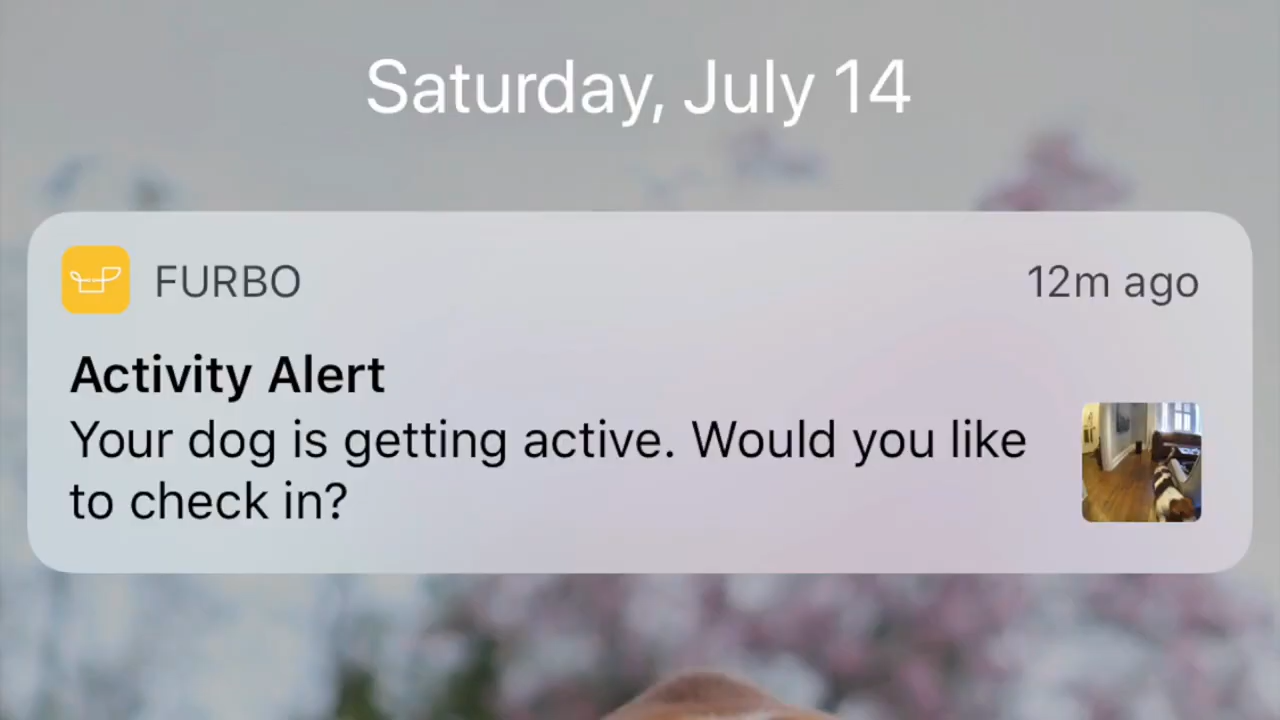 Saturday, July 14
FURBO
12m ago
Activity Alert
Your dog is getting active. Would you like
to check in?